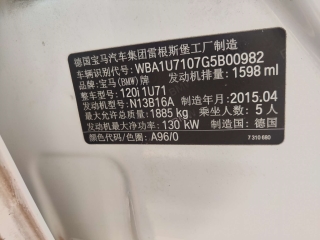 德国宝马汽车集团雷根斯堡工厂制造
车辆识别代号: WBA1U7107G5B00982
品牌: 宝马(BMW)牌 发动机排量: 1598 ml
整车型号: 120i 1U71
发动机型号: N13B16A 制造年月: 2015.04
最大允许总质量: 1885 kg 乘坐人数: 5 人
发动机最大净功率: 130 kW 制造国: 德国
颜色材料/色图: A96/0
7 310 680